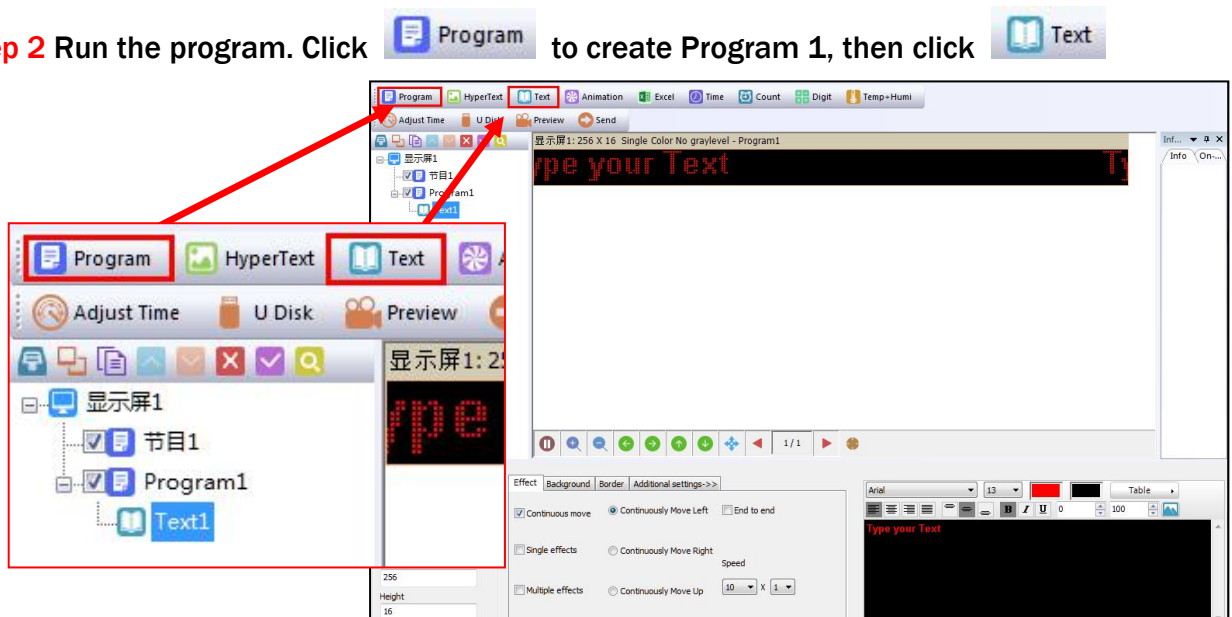 ep 2 Run the program. Click Program to create Program 1, then click Text
Program HyperText Text Animation Excel Time Count Digit Temp+Humi
Adjust Time U Disk Preview Send
显示屏1: 256 X 16 Single Color No graylevel - Program1
Inf...
Info On-...
显示屏1
节目1
Program1
Text1
ype your Text Ty
Program HyperText Text A
Adjust Time U Disk Preview
显示屏1: 25
显示屏1
节目1
Program1
Text1
ype
1/1
Effect Background Border Additional settings->>
Continuous move Continuously Move Left End to end
Single effects Continuously Move Right
Speed
Multiple effects Continuously Move Up 10 X 1
256
Height
16
Arial 13 Table
B I U 0 100
Type your Text